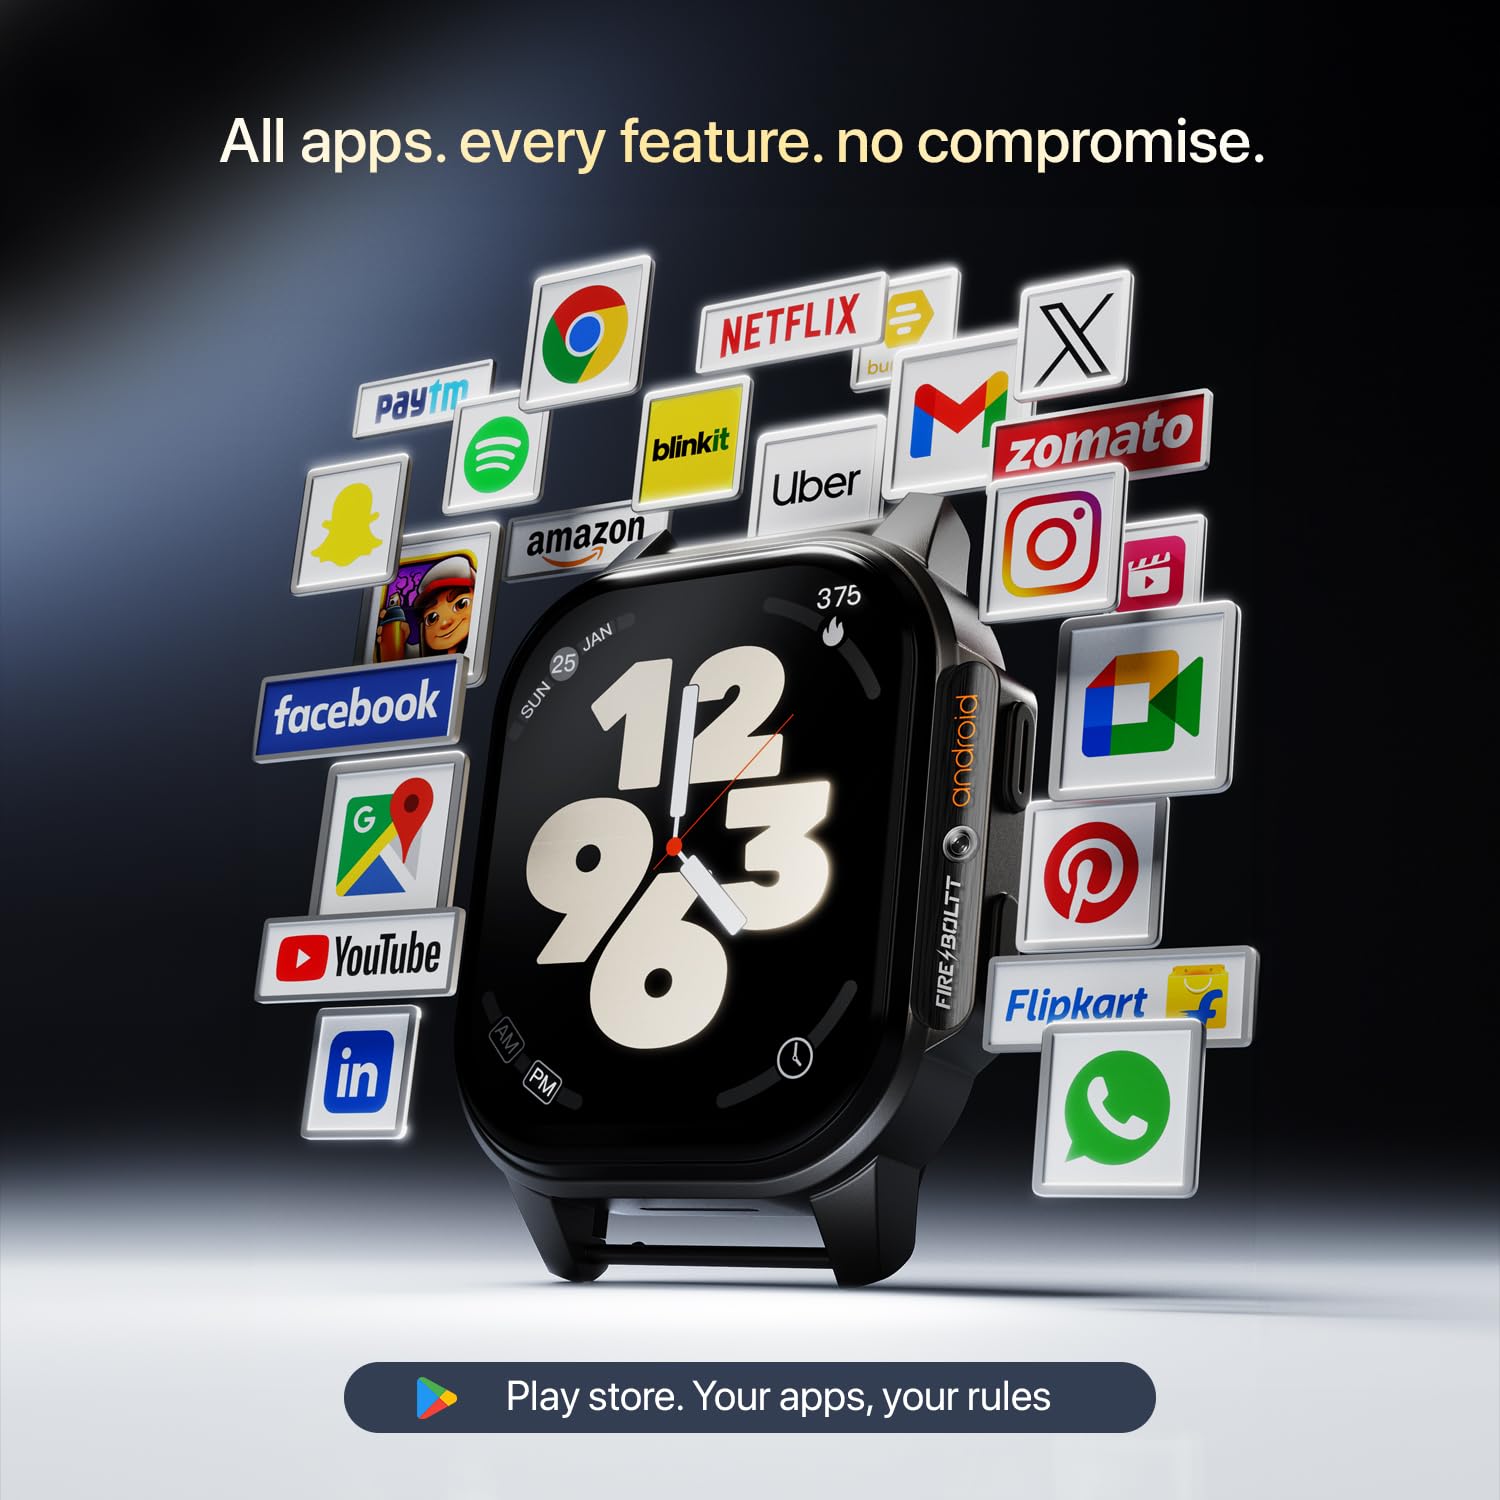 All apps. every feature. no compromise.
NETFLIX
X
paytm
blinkit
zomato
Uber
amazon
375
SUN 25 JAN
12
facebook
android
G
9 3
FIRE BOLTT
YouTube
6
Flipkart
f
in
AM
PM
Play store. Your apps, your rules